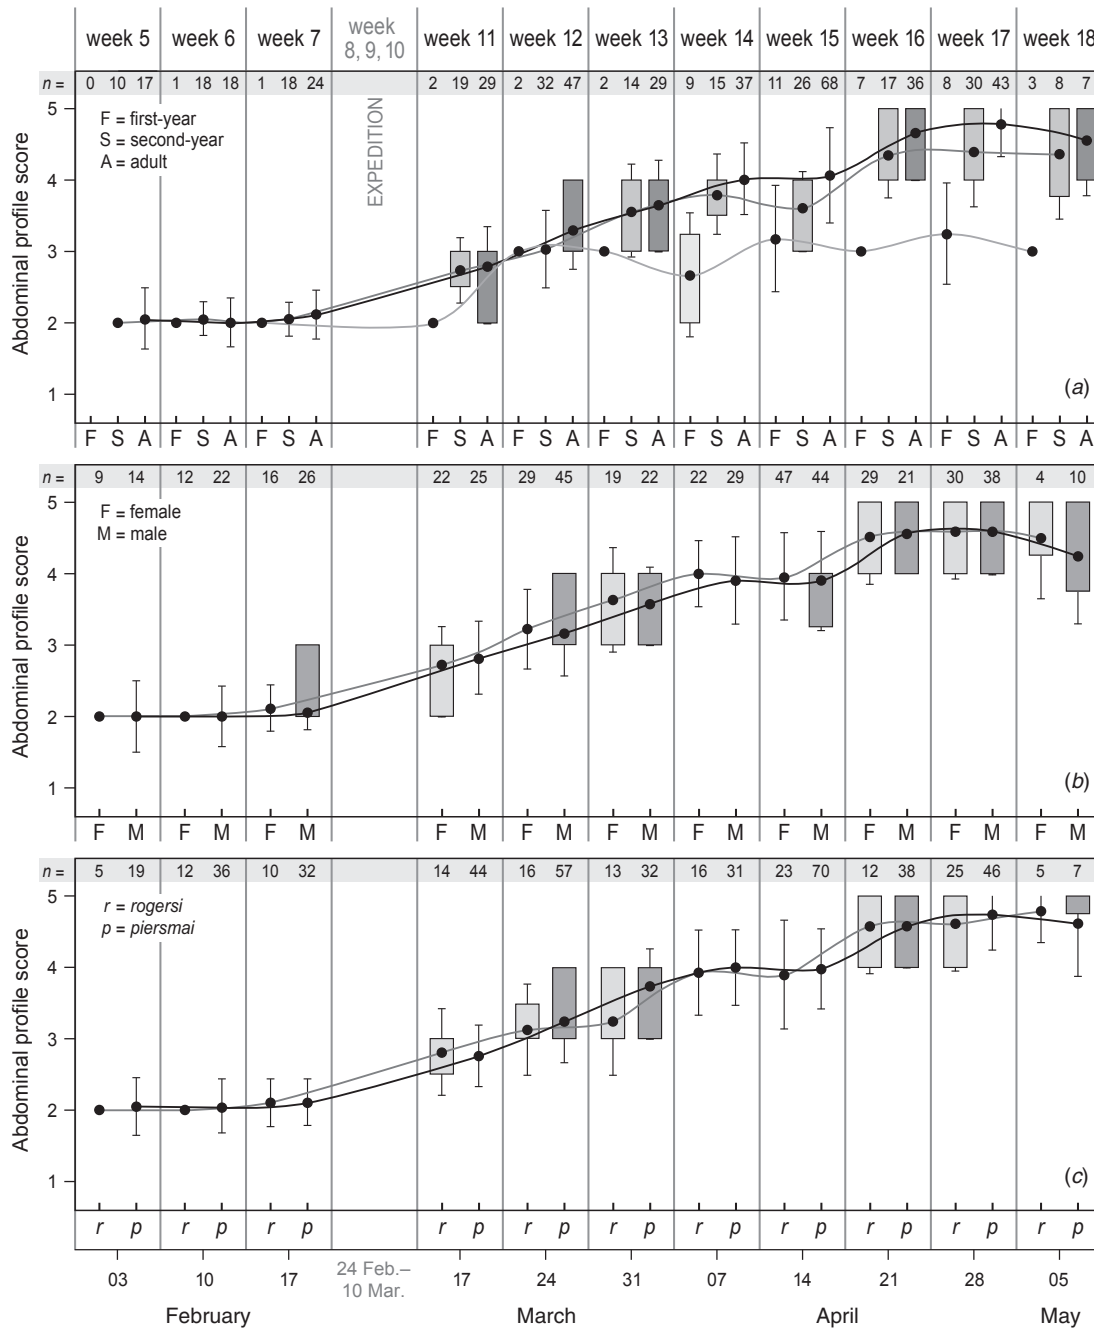 week 5 week 6 week 7 week 8, 9, 10 week 11 week 12 week 13 week 14 week 15 week 16 week 17 week 18
n = 0 10 17 1 18 18 1 18 24 2 19 29 2 32 47 2 14 29 9 15 37 11 26 68 7 17 36 8 30 43 3 8 7
F = first-year
S = second-year
A = adult
EXPEDITION
Abdominal profile score
5
4
3
2
1
(a)
F S A F S A F S A F S A F S A F S A F S A F S A F S A F S A F S A
n = 9 14 12 22 16 26 22 25 29 45 19 22 22 29 47 44 29 21 30 38 4 10
F = female
M = male
Abdominal profile score
5
4
3
2
1
(b)
F M F M F M F M F M F M F M F M F M F M F M
n = 5 19 12 36 10 32 14 44 16 57 13 32 16 31 23 70 12 38 25 46 5 7
r = rogersi
p = piersmai
Abdominal profile score
5
4
3
2
1
(c)
r p r p r p r p r p r p r p r p r p r p r p
03 10 17 24 Feb.– 17 24 31 07 14 21 28 05
10 Mar.
February March April May